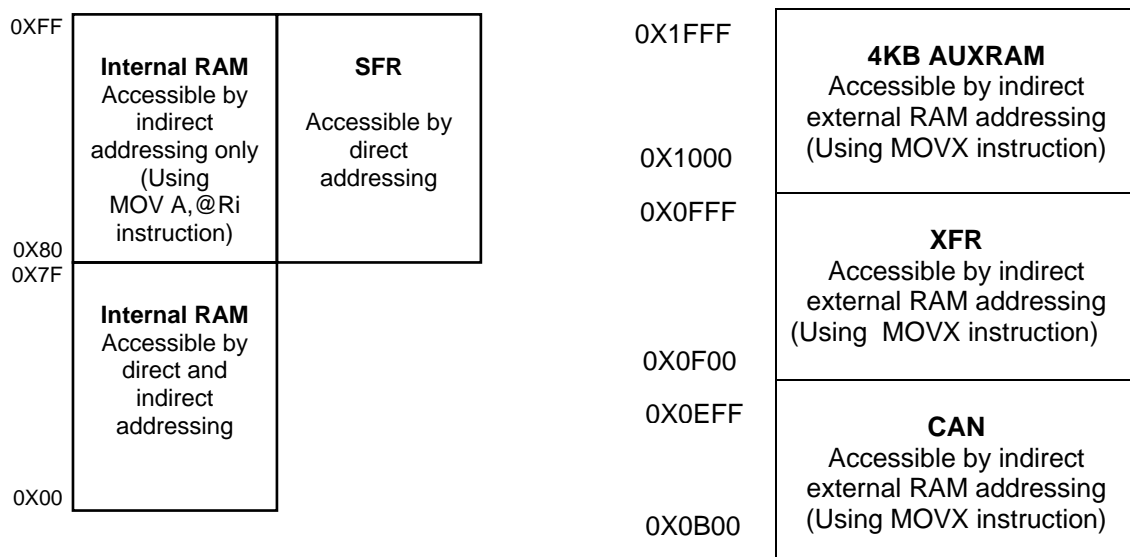 0XFF
Internal RAM
Accessible by
indirect
addressing only
(Using
MOV A,@Ri
instruction)
SFR
Accessible by
direct
addressing
0X80
0X7F
Internal RAM
Accessible by
direct and
indirect
addressing
0X00
0X1FFF
4KB AUXRAM
Accessible by indirect
external RAM addressing
(Using MOVX instruction)
0X1000
0X0FFF
XFR
Accessible by indirect
external RAM addressing
(Using MOVX instruction)
0X0F00
0X0EFF
CAN
Accessible by indirect
external RAM addressing
(Using MOVX instruction)
0X0B00